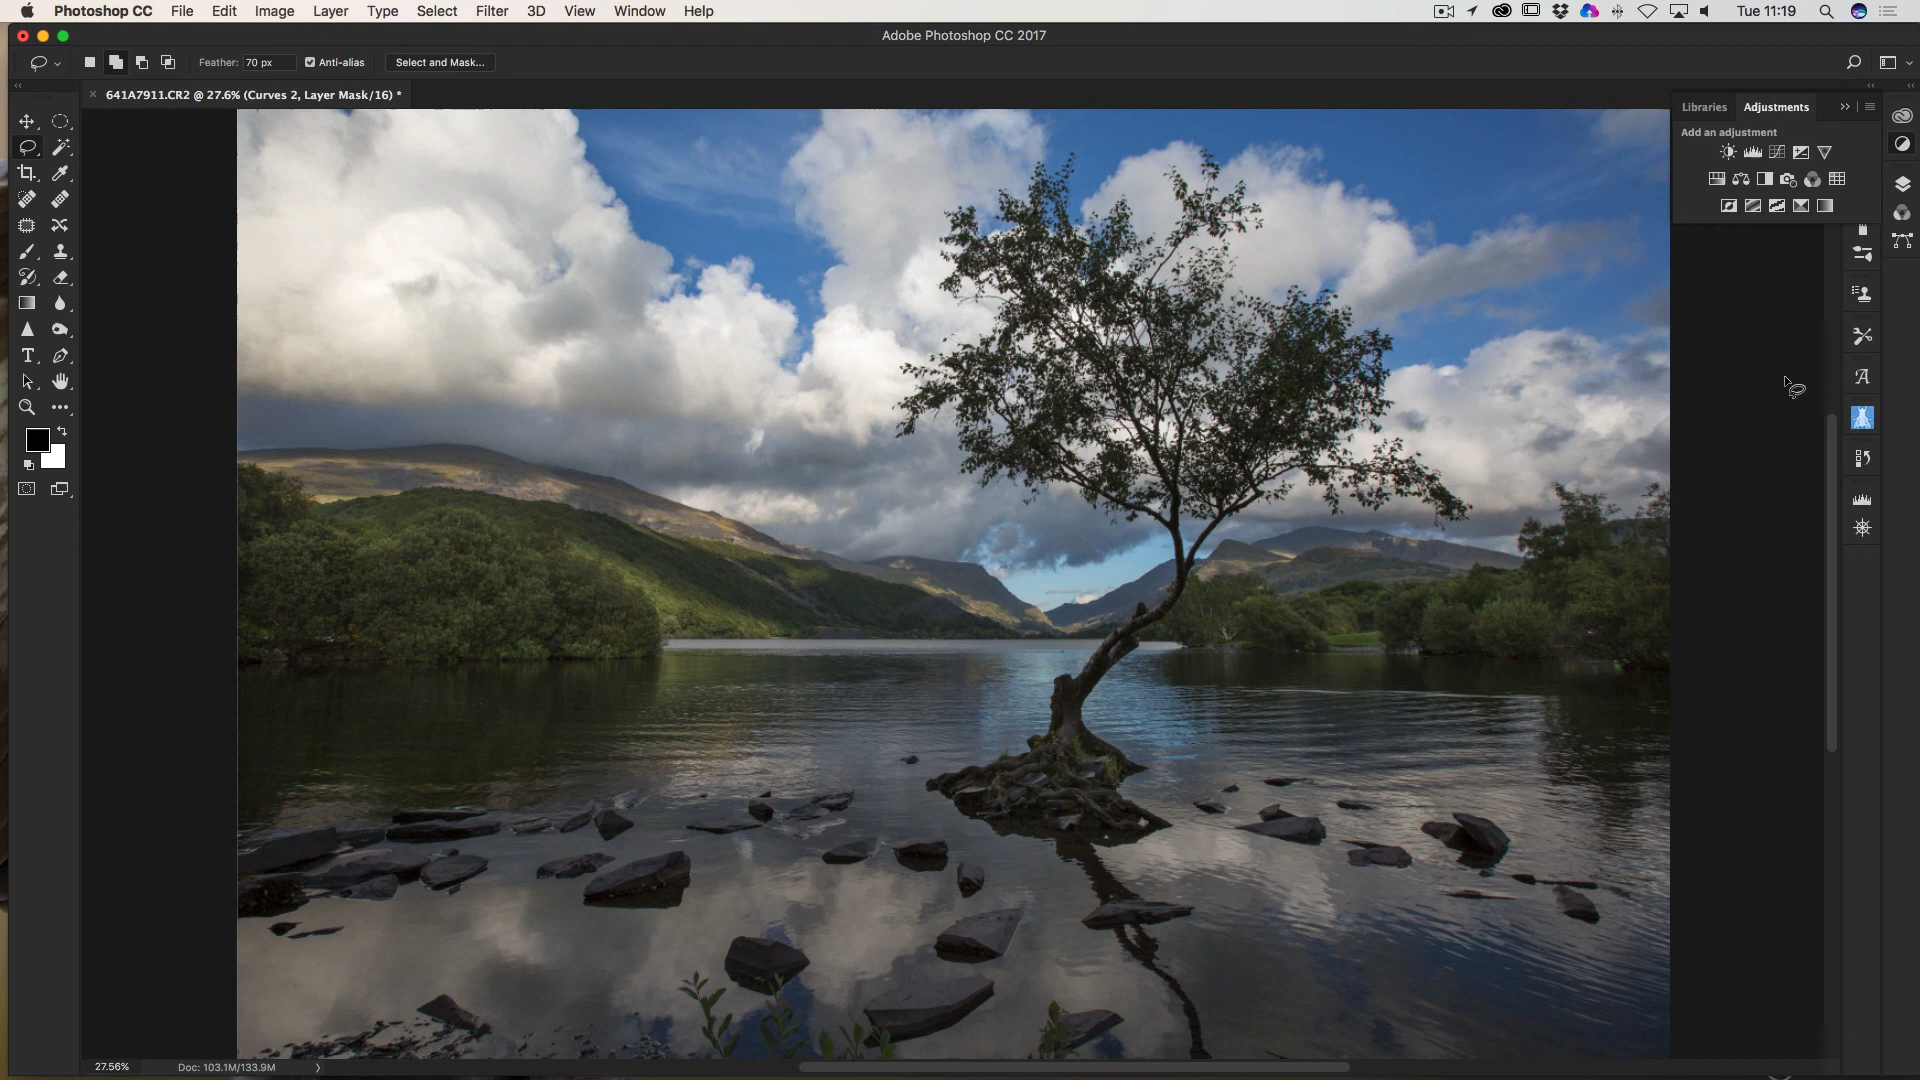 Photoshop CC File Edit Image Layer Type Select Filter 3D View Window Help Tue 11:19
Adobe Photoshop CC 2017
Feather: 70 px Anti-alias Select and Mask...
641A7911.CR2 @ 27.6% (Curves 2, Layer Mask/16) *
Libraries Adjustments
Add an adjustment
27.56% Doc: 103.1M/133.9M